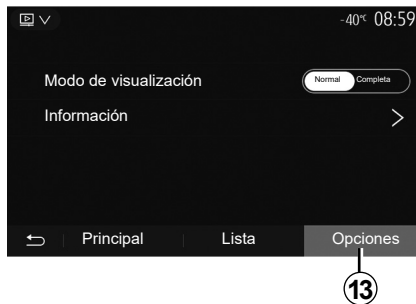 -40°C 08:59
Modo de visualización Normal Completa
Información
Principal Lista Opciones
13